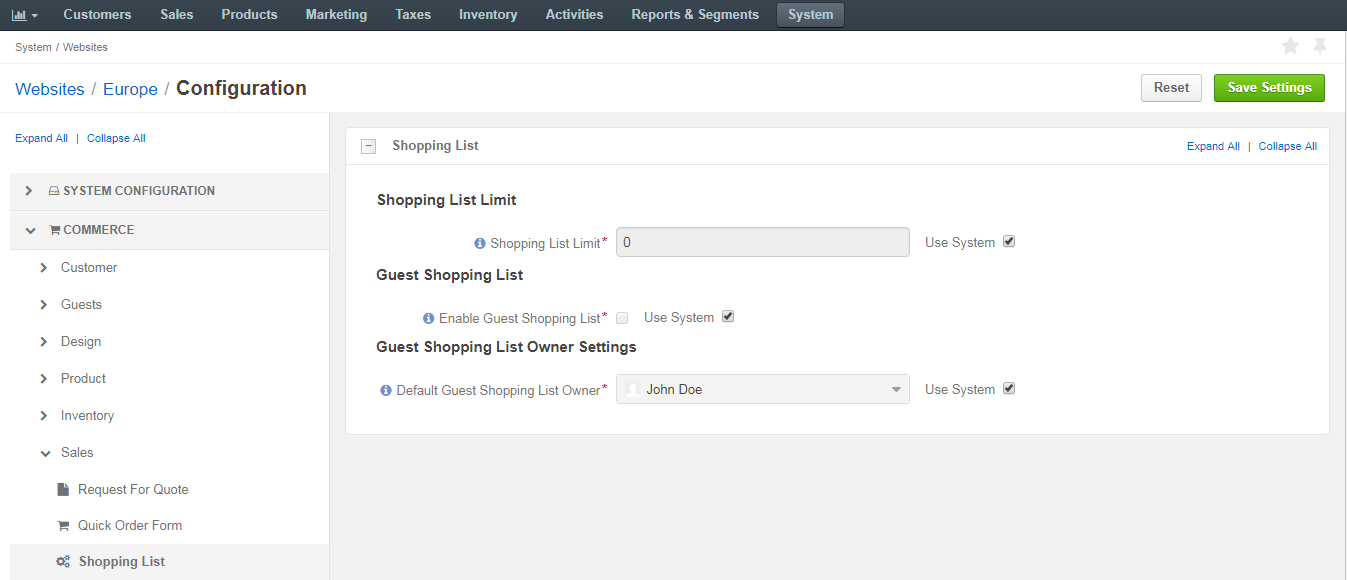 Customers Sales Products Marketing Taxes Inventory Activities Reports & Segments System
System / Websites
Websites / Europe / Configuration Reset Save Settings
Expand All | Collapse All
SYSTEM CONFIGURATION
COMMERCE
Customer
Guests
Design
Product
Inventory
Sales
Request For Quote
Quick Order Form
Shopping List
Shopping List Expand All | Collapse All
Shopping List Limit
Shopping List Limit* 0 Use System
Guest Shopping List
Enable Guest Shopping List* Use System
Guest Shopping List Owner Settings
Default Guest Shopping List Owner* John Doe Use System